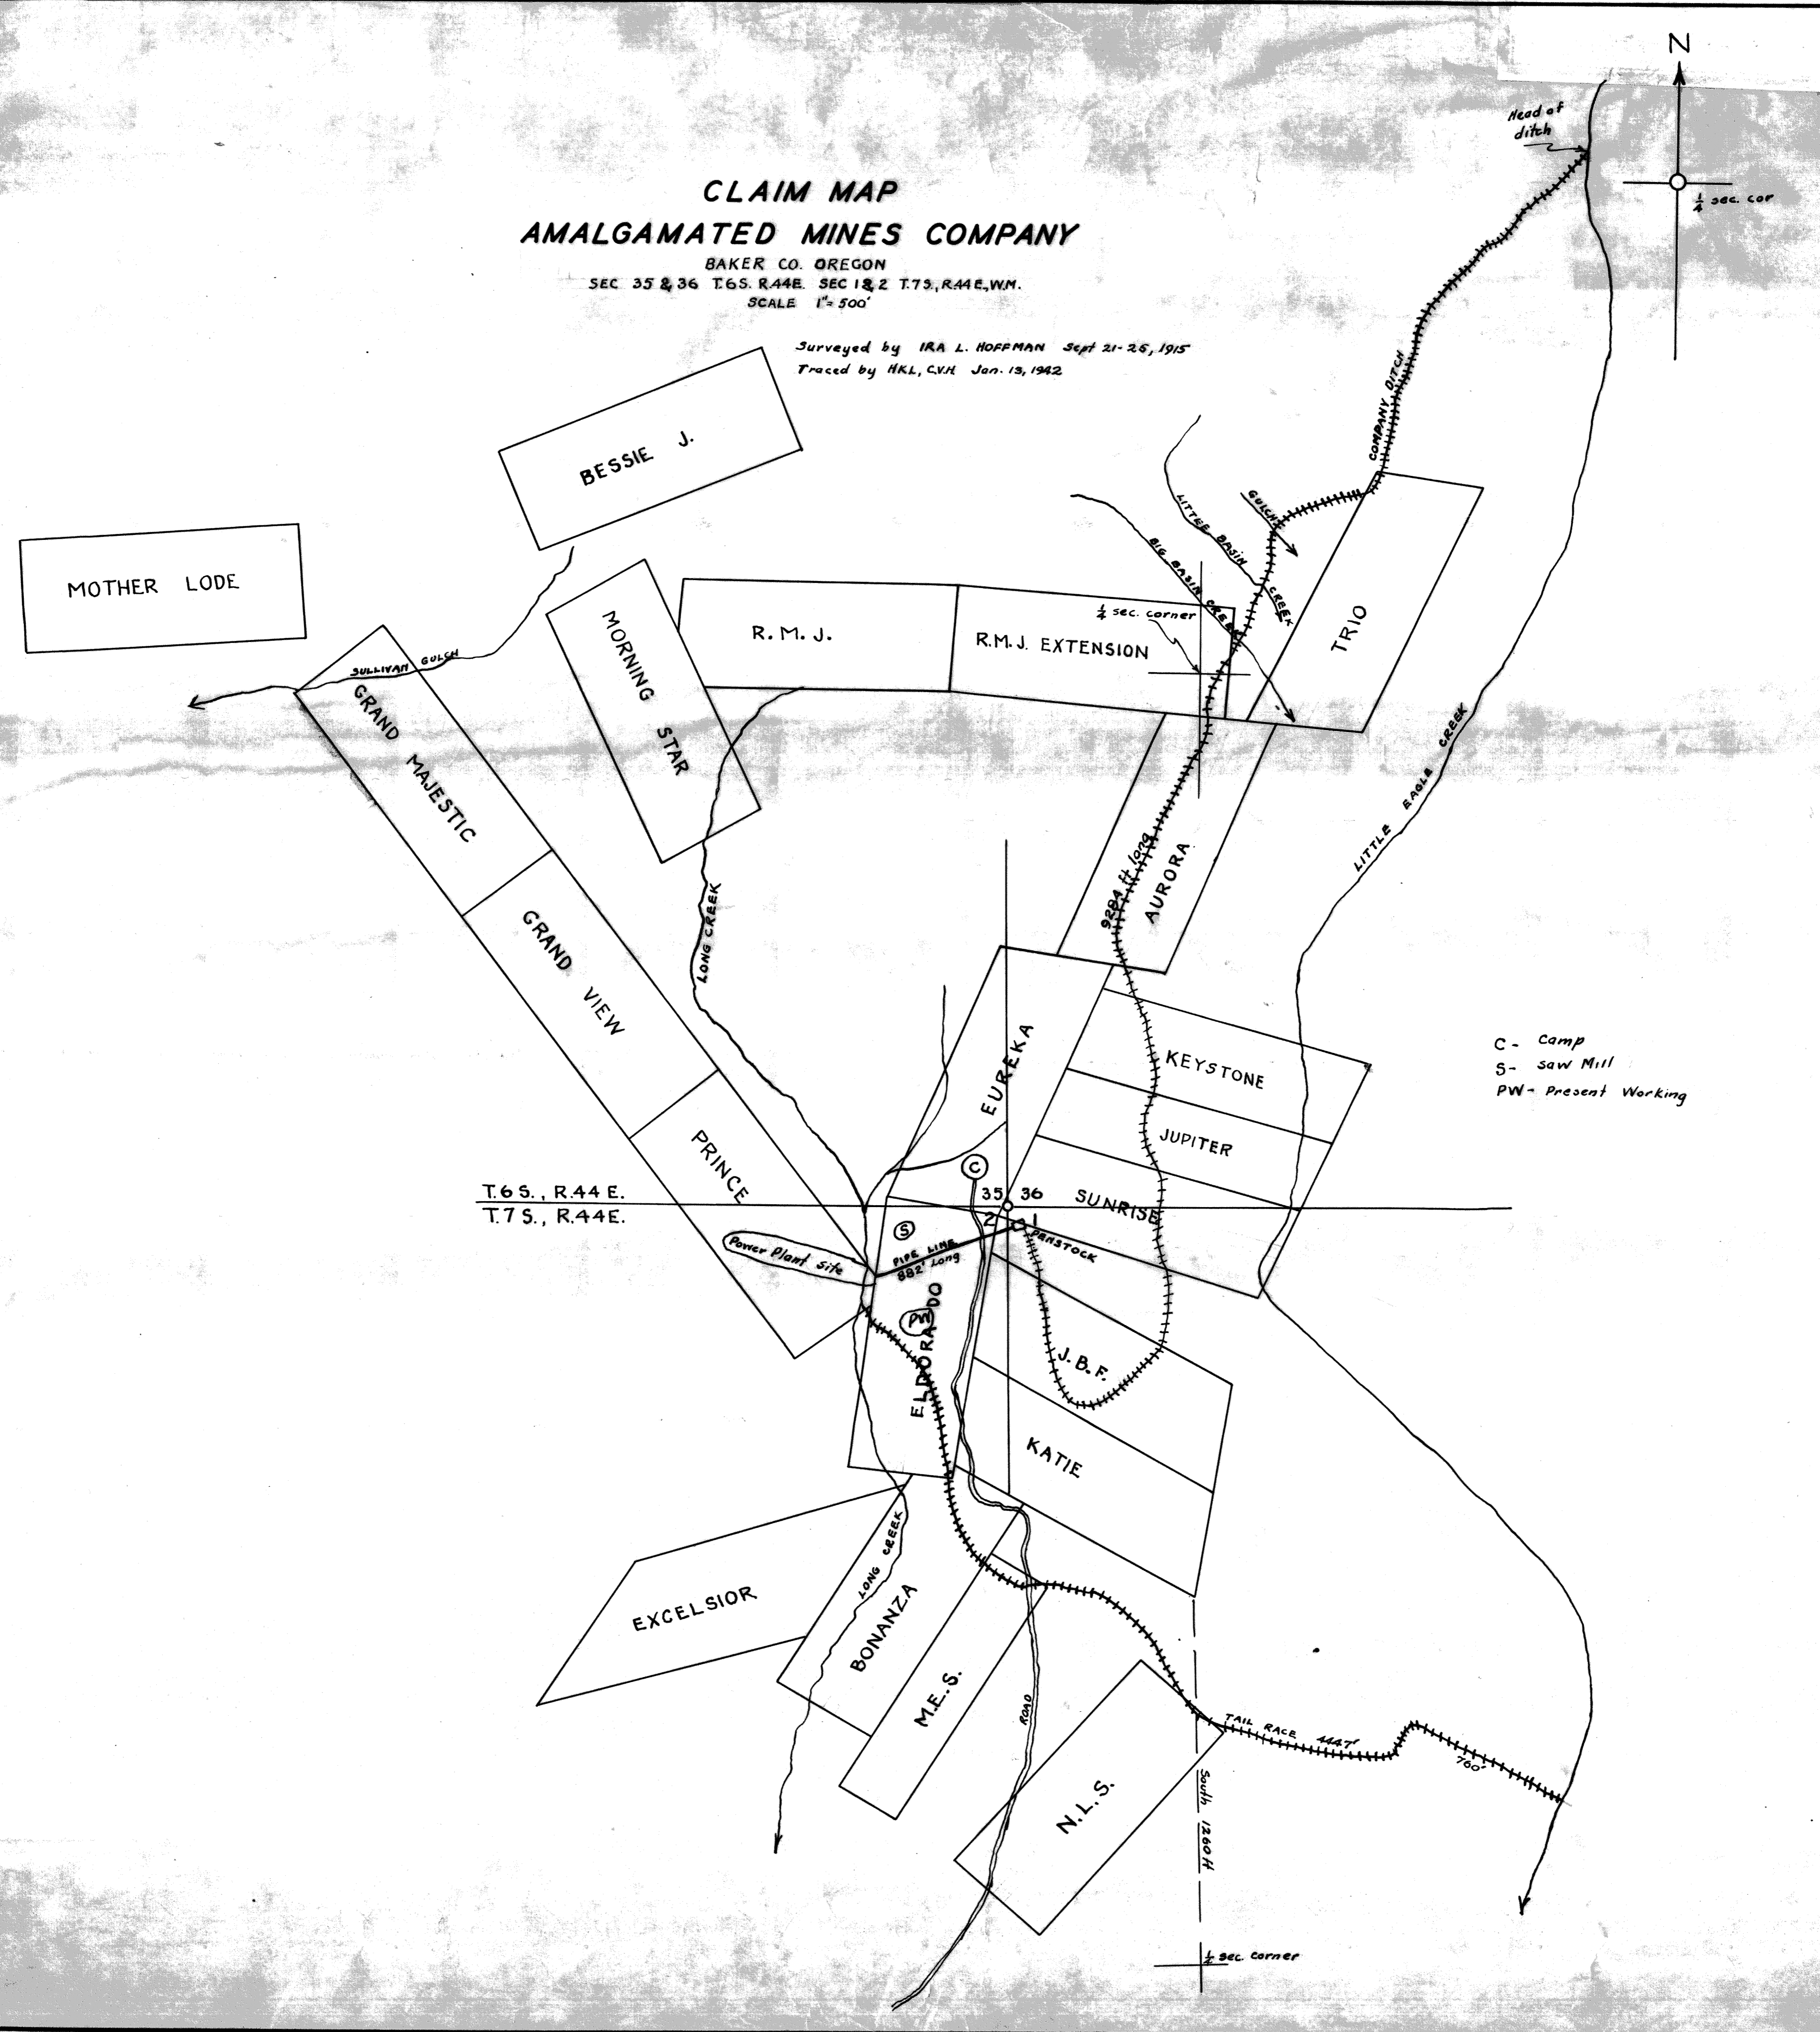 N
Head of
ditch
1/4 sec. cor
CLAIM MAP
AMALGAMATED MINES COMPANY
BAKER CO. OREGON
SEC 35 & 36 T.6S. R.44E. SEC 1 & 2 T.7S., R.44E., W.M.
SCALE 1"= 500'
Surveyed by IRA L. HOFFMAN Sept 21-25, 1915
Traced by HKL, C.V.H. Jan. 13, 1942
COMPANY DITCH
BESSIE J.
MOTHER LODE
GULCH
LITTLE BASIN CREEK
BIG BASIN CREEK
1/4 sec. corner
MORNING STAR
R.M.J.
R.M.J. EXTENSION
TRIO
SULLIVAN GULCH
GRAND MAJESTIC
LITTLE EAGLE CREEK
9284 ft long
AURORA
LONG CREEK
GRAND VIEW
EUREKA
KEYSTONE
C - Camp
S - Saw Mill
PW - Present Working
JUPITER
PRINCE
C
T.6 S., R.44 E.
T.7 S., R.44E.
35 36
2 1
SUNRISE
S
PIPE LINE
882' Long
PENSTOCK
Power Plant Site
PW
ELDORADO
J.B.F.
KATIE
EXCELSIOR
LONG CREEK
BONANZA
M.E.S.
ROAD
TAIL RACE 4447'
760'
N.L.S.
South 1260 ft
1/4 sec. corner